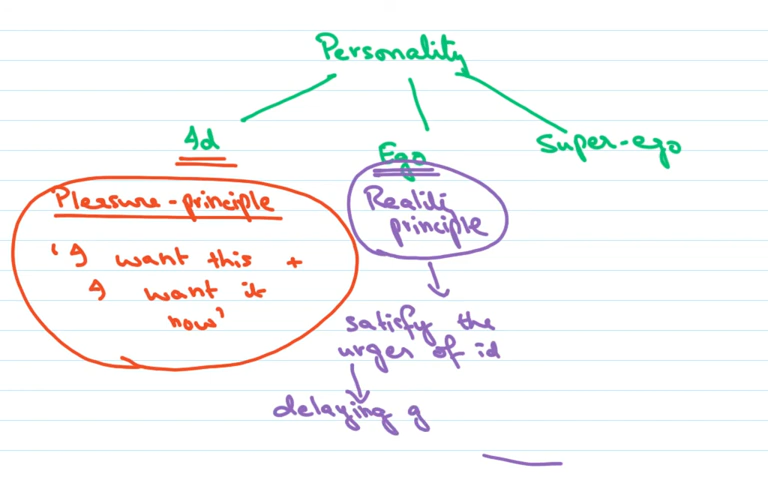 Personality
Id
Ego
Super-ego
Pleasure-principle
'I want this +
I want it
now'
Reality
principle
satisfy the
urges of id
delaying g